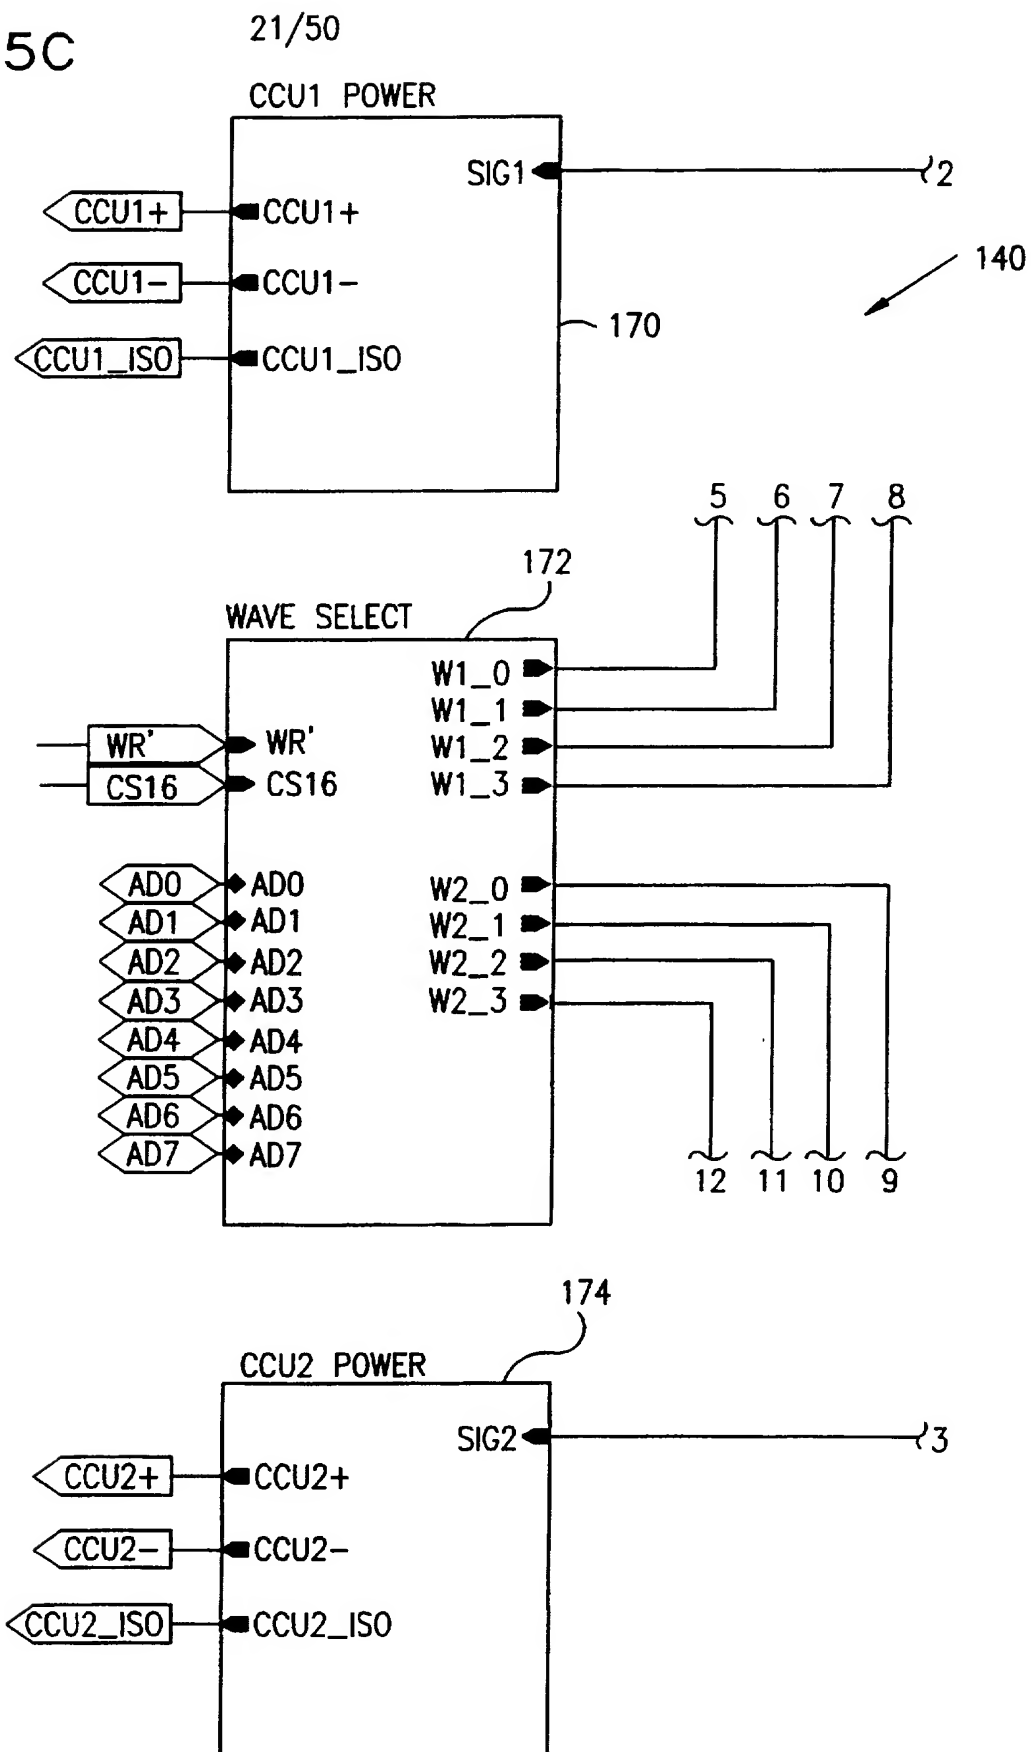 5C
21/50
CCU1 POWER
SIG1
2
CCU1+ CCU1+
CCU1- CCU1-
CCU1_ISO CCU1_ISO
140
170
5 6 7 8
172
WAVE SELECT
W1_0
W1_1
WR' WR' W1_2
CS16 CS16 W1_3
AD0 AD0 W2_0
AD1 AD1 W2_1
AD2 AD2 W2_2
AD3 AD3 W2_3
AD4 AD4
AD5 AD5
AD6 AD6
AD7 AD7
12 11 10 9
174
CCU2 POWER
SIG2
3
CCU2+ CCU2+
CCU2- CCU2-
CCU2_ISO CCU2_ISO